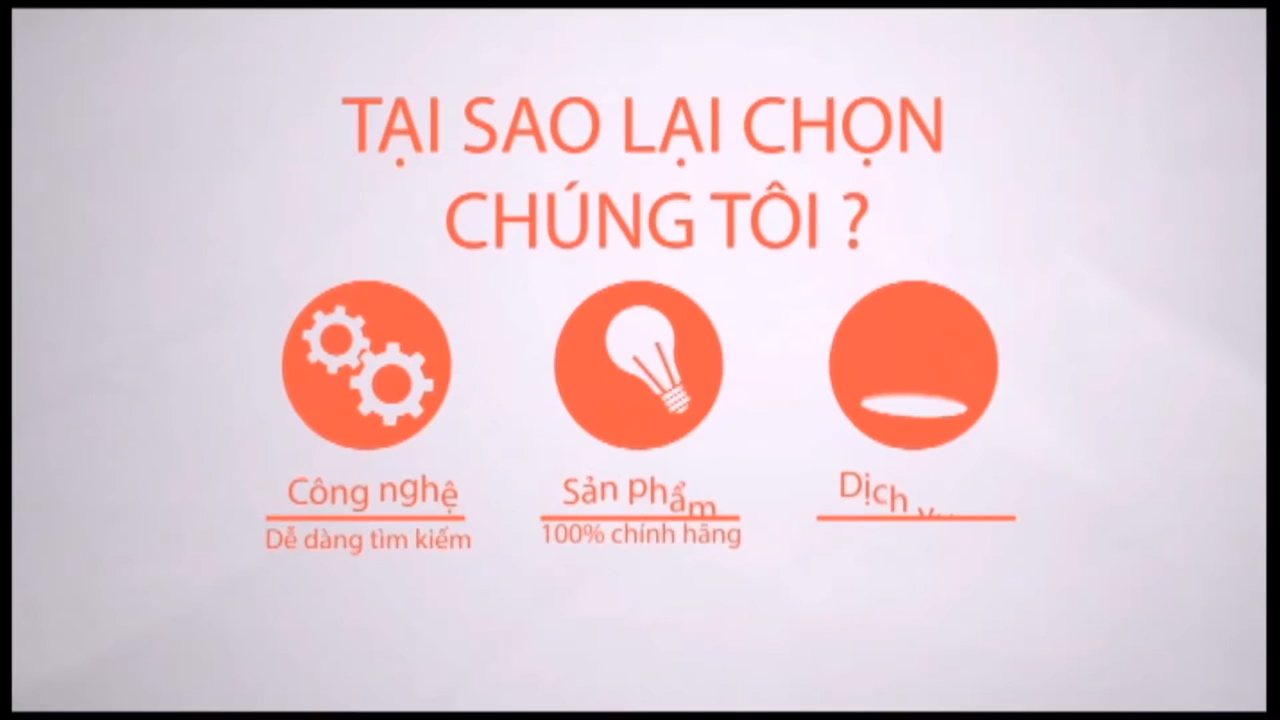 TẠI SAO LẠI CHỌN
CHÚNG TÔI ?
Công nghệ
Sản phẩm
Dịch
Dễ dàng tìm kiếm
100% chính hãng